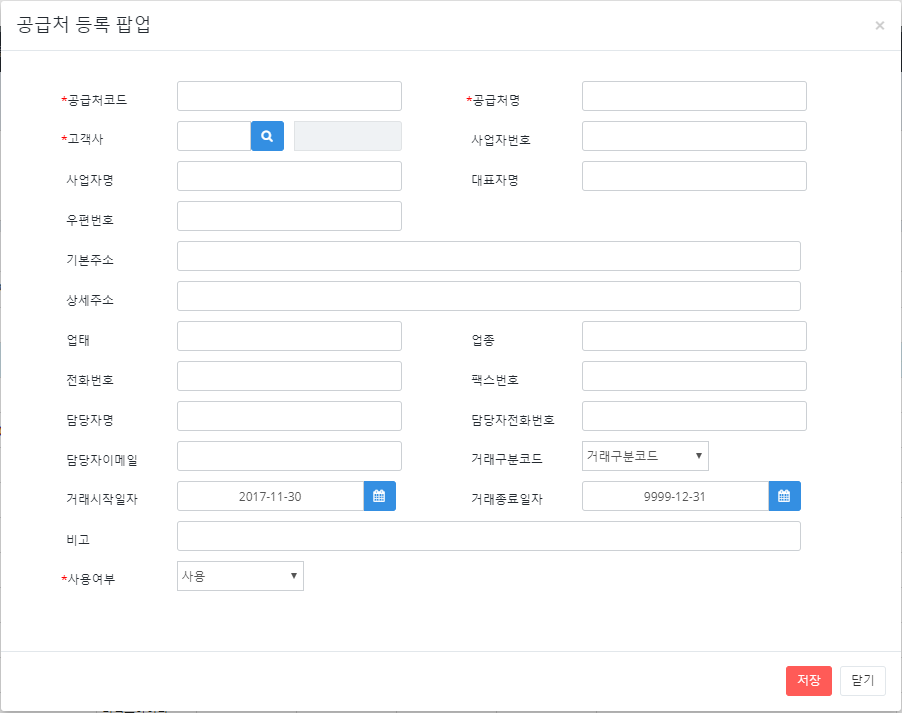 공급처 등록 팝업 ×
*공급처코드 *공급처명
*고객사 사업자번호
사업자명 대표자명
우편번호
기본주소
상세주소
업태 업종
전화번호 팩스번호
담당자명 담당자전화번호
담당자이메일 거래구분코드 거래구분코드
거래시작일자 2017-11-30 거래종료일자 9999-12-31
비고
*사용여부 사용
저장 닫기